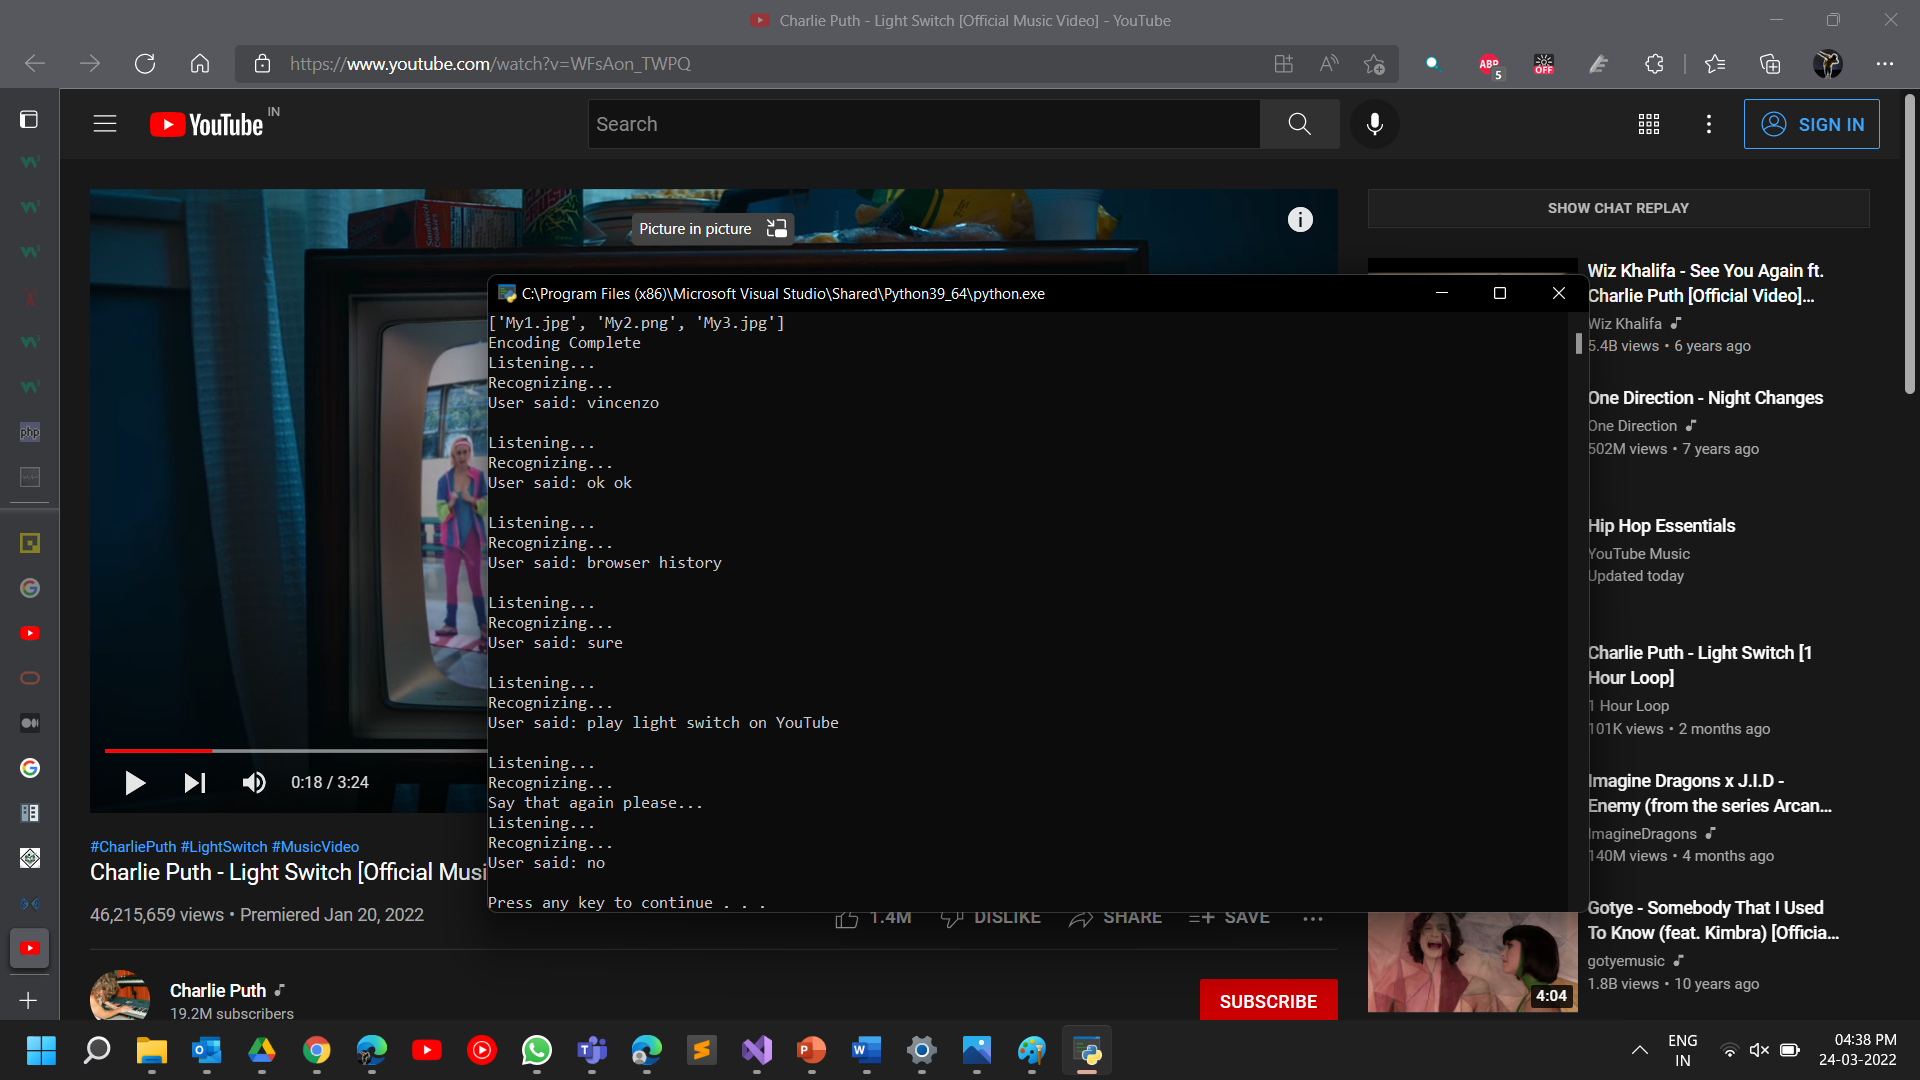 Charlie Puth - Light Switch [Official Music Video] - YouTube
https://www.youtube.com/watch?v=WFsAon_TWPQ
ABP
5
OFF
YouTube
IN
Search
SIGN IN
Picture in picture
SHOW CHAT REPLAY
C:\Program Files (x86)\Microsoft Visual Studio\Shared\Python39_64\python.exe
['My1.jpg', 'My2.png', 'My3.jpg']
Encoding Complete
Listening...
Recognizing...
User said: vincenzo
Listening...
Recognizing...
User said: ok ok
Listening...
Recognizing...
User said: browser history
Listening...
Recognizing...
User said: sure
Listening...
Recognizing...
User said: play light switch on YouTube
Listening...
Recognizing...
Say that again please...
Listening...
Recognizing...
User said: no
Press any key to continue . . .
0:18 / 3:24
#CharliePuth #LightSwitch #MusicVideo
Charlie Puth - Light Switch [Official Musi
46,215,659 views • Premiered Jan 20, 2022
1.4M
DISLIKE
SHARE
SAVE
Charlie Puth
19.2M subscribers
SUBSCRIBE
Wiz Khalifa - See You Again ft.
Charlie Puth [Official Video]...
Wiz Khalifa
5.4B views • 6 years ago
One Direction - Night Changes
One Direction
502M views • 7 years ago
Hip Hop Essentials
YouTube Music
Updated today
Charlie Puth - Light Switch [1
Hour Loop]
1 Hour Loop
101K views • 2 months ago
Imagine Dragons x J.I.D -
Enemy (from the series Arcan...
ImagineDragons
140M views • 4 months ago
Gotye - Somebody That I Used
To Know (feat. Kimbra) [Officia...
gotyemusic
1.8B views • 10 years ago
4:04
php
ENG
IN
04:38 PM
24-03-2022